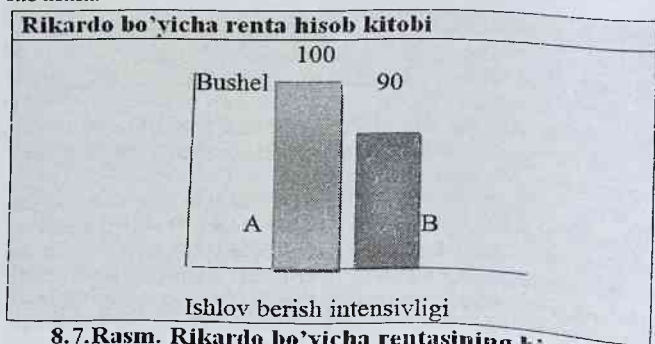 Rikardo bo’yicha renta hisob kitobi
100
Bushel 90
A B
Ishlov berish intensivligi
8.7.Rasm. Rikardo bo’yicha rentasining